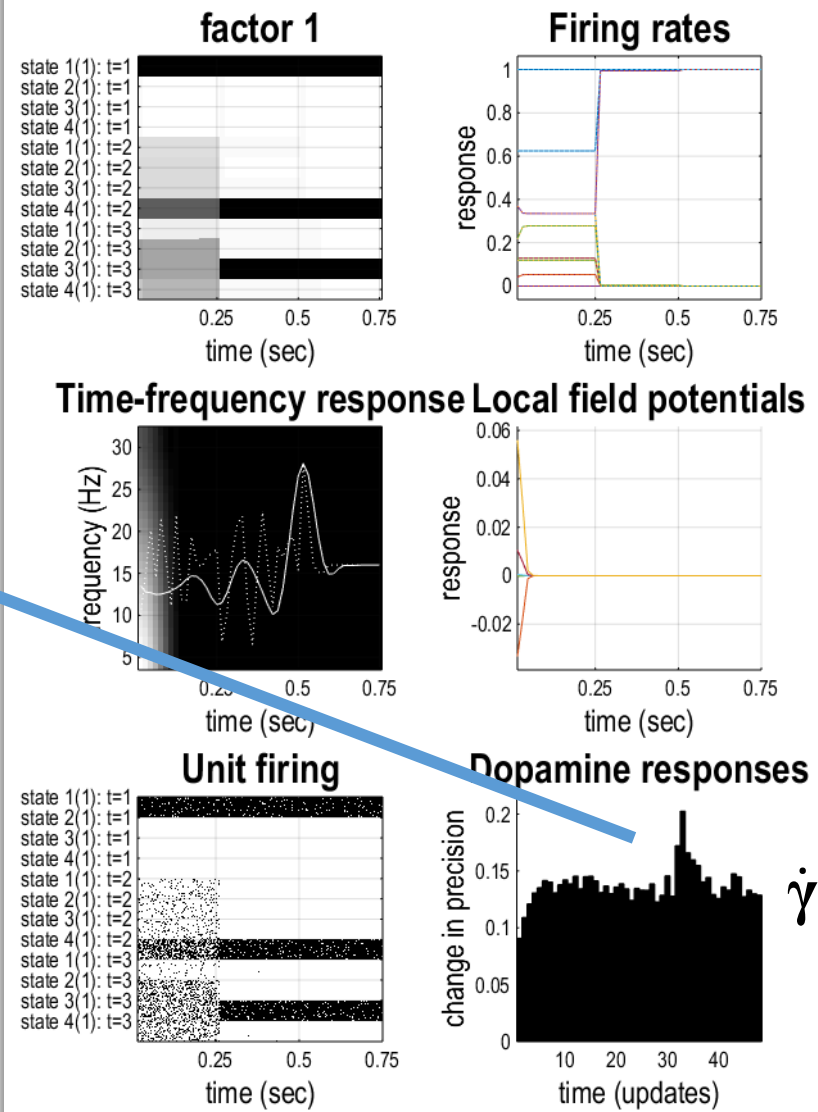 factor 1
state 1(1): t=1
state 2(1): t=1
state 3(1): t=1
state 4(1): t=1
state 1(1): t=2
state 2(1): t=2
state 3(1): t=2
state 4(1): t=2
state 1(1): t=3
state 2(1): t=3
state 3(1): t=3
state 4(1): t=3
0.25 0.5 0.75
time (sec)
Firing rates
response
1
0.8
0.6
0.4
0.2
0
0.25 0.5 0.75
time (sec)
Time-frequency response
requency (Hz)
30
25
20
15
10
5
0.25 0.5 0.75
time (sec)
Local field potentials
response
0.06
0.04
0.02
0
-0.02
0.25 0.5 0.75
time (sec)
Unit firing
state 1(1): t=1
state 2(1): t=1
state 3(1): t=1
state 4(1): t=1
state 1(1): t=2
state 2(1): t=2
state 3(1): t=2
state 4(1): t=2
state 1(1): t=3
state 2(1): t=3
state 3(1): t=3
state 4(1): t=3
0.25 0.5 0.75
time (sec)
Dopamine responses
change in precision
0.2
0.15
0.1
0.05
0
10 20 30 40
time (updates)
γ̇